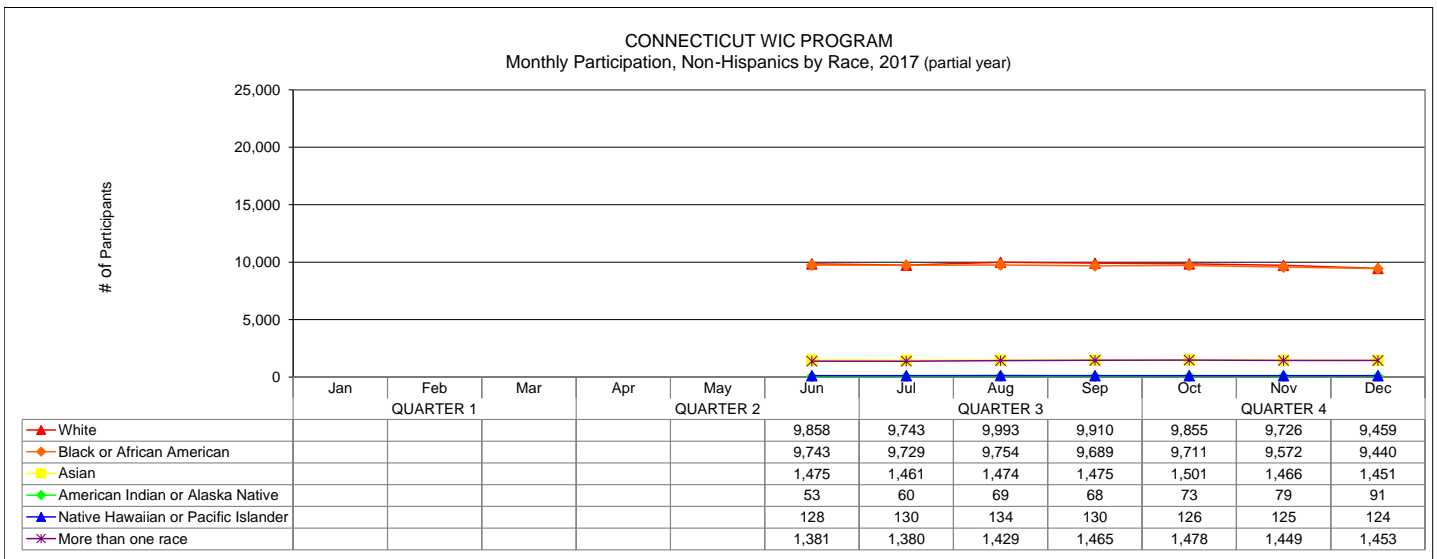 CONNECTICUT WIC PROGRAM
Monthly Participation, Non-Hispanics by Race, 2017 (partial year)
# of Participants
25,000
20,000
15,000
10,000
5,000
0
Jan Feb Mar Apr May Jun Jul Aug Sep Oct Nov Dec
QUARTER 1 QUARTER 2 QUARTER 3 QUARTER 4
White 9,858 9,743 9,993 9,910 9,855 9,726 9,459
Black or African American 9,743 9,729 9,754 9,689 9,711 9,572 9,440
Asian 1,475 1,461 1,474 1,475 1,501 1,466 1,451
American Indian or Alaska Native 53 60 69 68 73 79 91
Native Hawaiian or Pacific Islander 128 130 134 130 126 125 124
More than one race 1,381 1,380 1,429 1,465 1,478 1,449 1,453